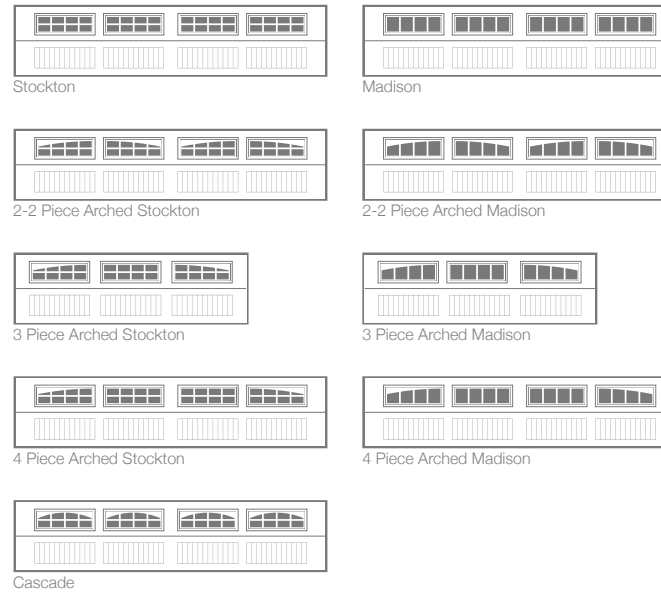 Stockton
Madison
2-2 Piece Arched Stockton
2-2 Piece Arched Madison
3 Piece Arched Stockton
3 Piece Arched Madison
4 Piece Arched Stockton
4 Piece Arched Madison
Cascade